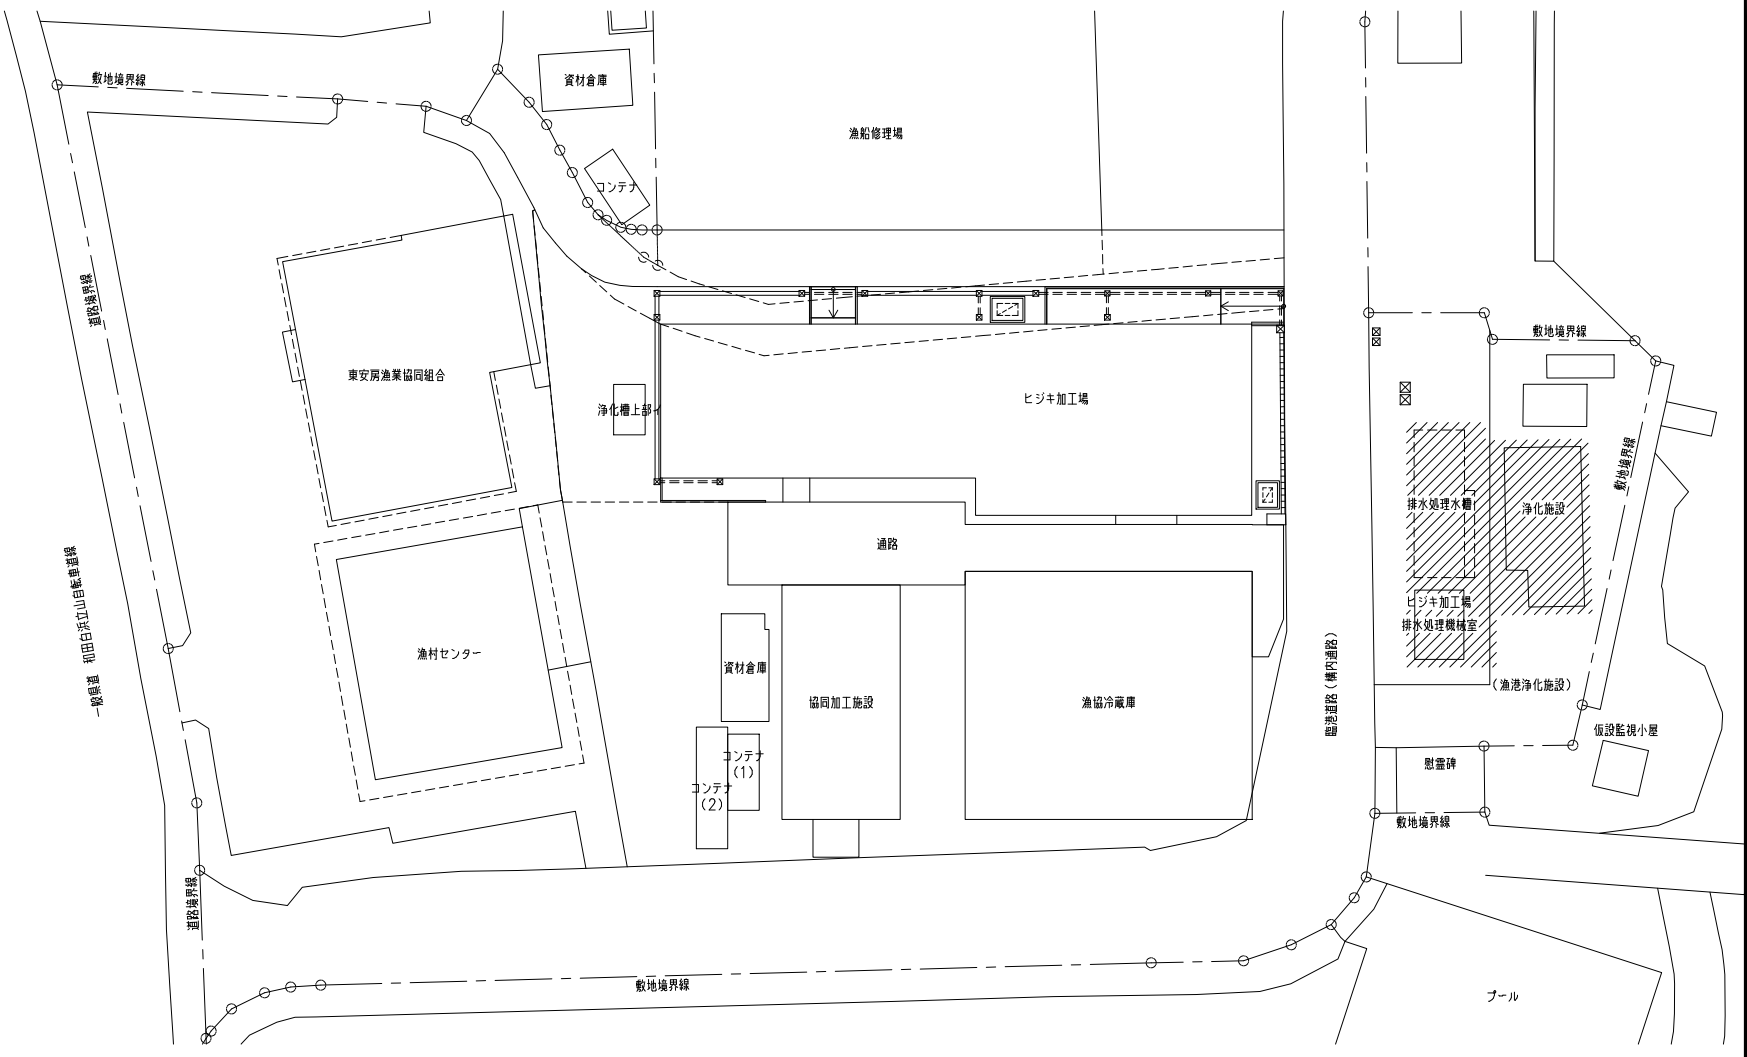 敷地境界線
資材倉庫
漁船修理場
コンテナ
道路境界線
敷地境界線
東安房漁業協同組合
浄化槽上部
ヒジキ加工場
敷地境界線
排水処理水槽
浄化施設
一般県道 和田白浜立山自転車道線
通路
ヒジキ加工場
排水処理機械室
漁村センター
資材倉庫
協同加工施設
漁協冷蔵庫
臨港道路(構内通路)
(漁港浄化施設)
コンテナ
(1)
コンテナ
(2)
仮設監視小屋
慰霊碑
敷地境界線
道路境界線
敷地境界線
プール